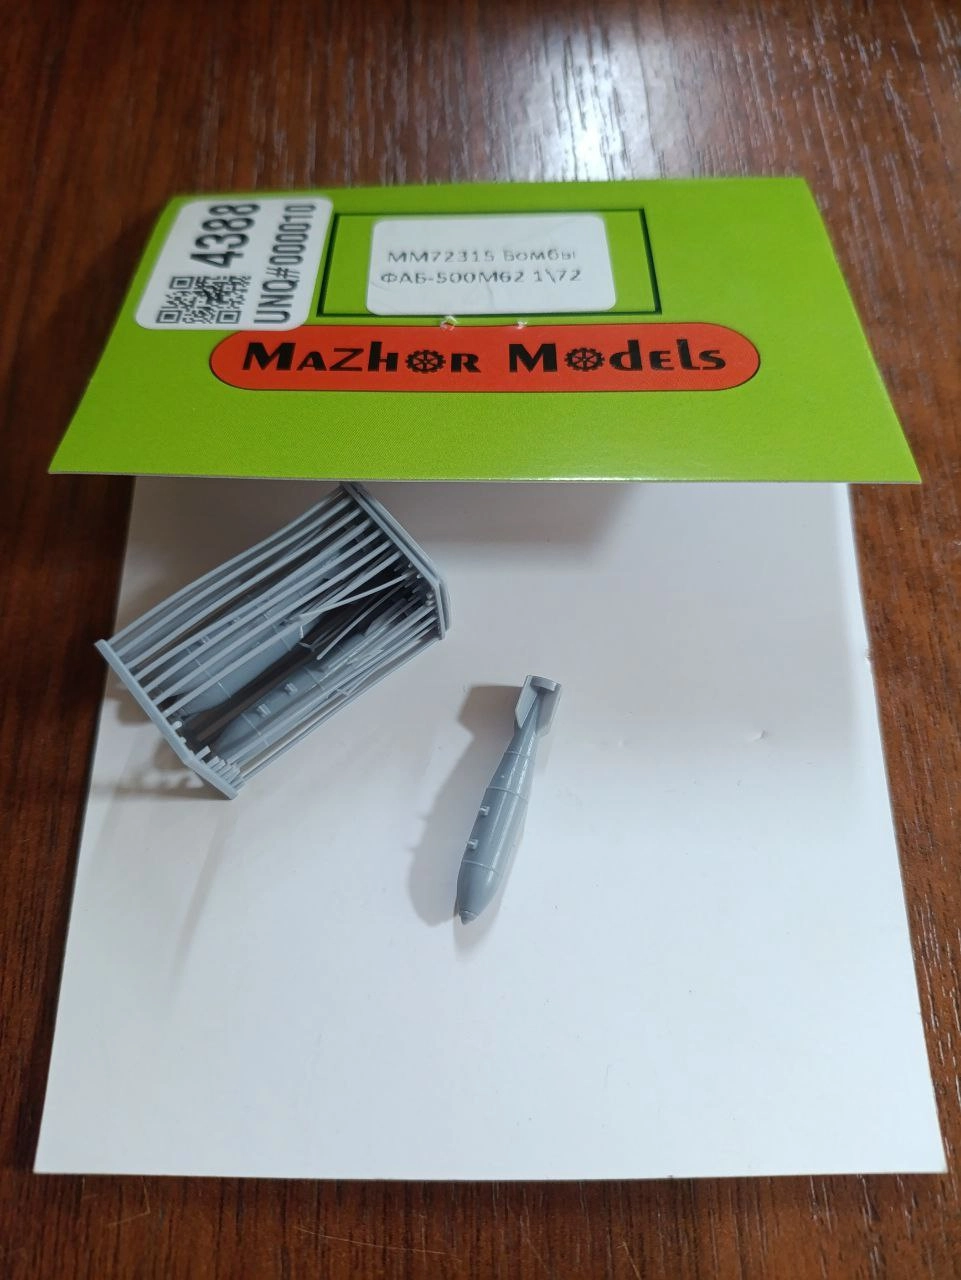 4388
UNQ#000010
MM72315 Бомбы
ФАБ-500М62 1\72
MAZHOR MODELS